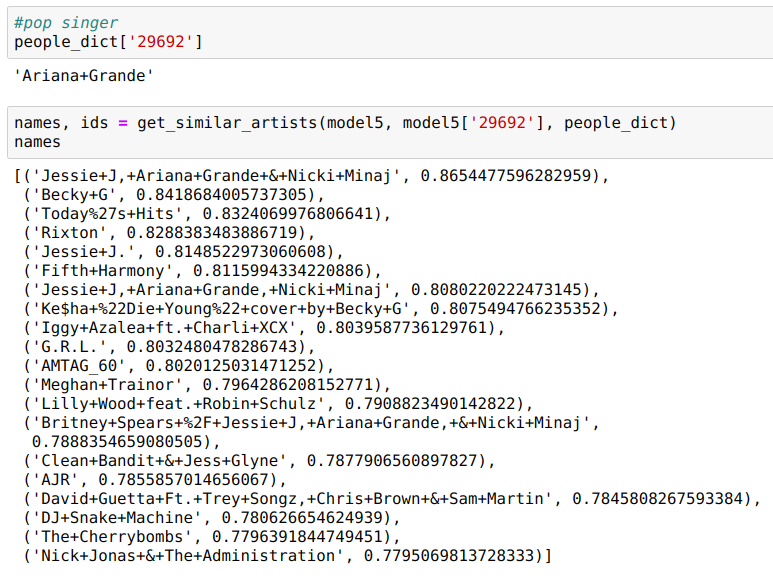 #pop singer
people_dict['29692']
'Ariana+Grande'
names, ids = get_similar_artists(model5, model5['29692'], people_dict)
names
[('Jessie+J,+Ariana+Grande+&+Nicki+Minaj', 0.8654477596282959),
('Becky+G', 0.8418684005737305),
('Today%27s+Hits', 0.8324069976806641),
('Rixton', 0.8288383483886719),
('Jessie+J.', 0.8148522973060608),
('Fifth+Harmony', 0.8115994334220886),
('Jessie+J,+Ariana+Grande,+Nicki+Minaj', 0.8080220222473145),
('Ke$ha+%22Die+Young%22+cover+by+Becky+G', 0.8075494766235352),
('Iggy+Azalea+ft.+Charli+XCX', 0.8039587736129761),
('G.R.L.', 0.8032480478286743),
('AMTAG_60', 0.8020125031471252),
('Meghan+Trainor', 0.7964286208152771),
('Lilly+Wood+feat.+Robin+Schulz', 0.7908823490142822),
('Britney+Spears+%2F+Jessie+J,+Ariana+Grande,+&+Nicki+Minaj',
0.7888354659080505),
('Clean+Bandit+&+Jess+Glyne', 0.7877906560897827),
('AJR', 0.7855857014656067),
('David+Guetta+Ft.+Trey+Songz,+Chris+Brown+&+Sam+Martin', 0.7845808267593384),
('DJ+Snake+Machine', 0.780626654624939),
('The+Cherrybombs', 0.7796391844749451),
('Nick+Jonas+&+The+Administration', 0.7795069813728333)]